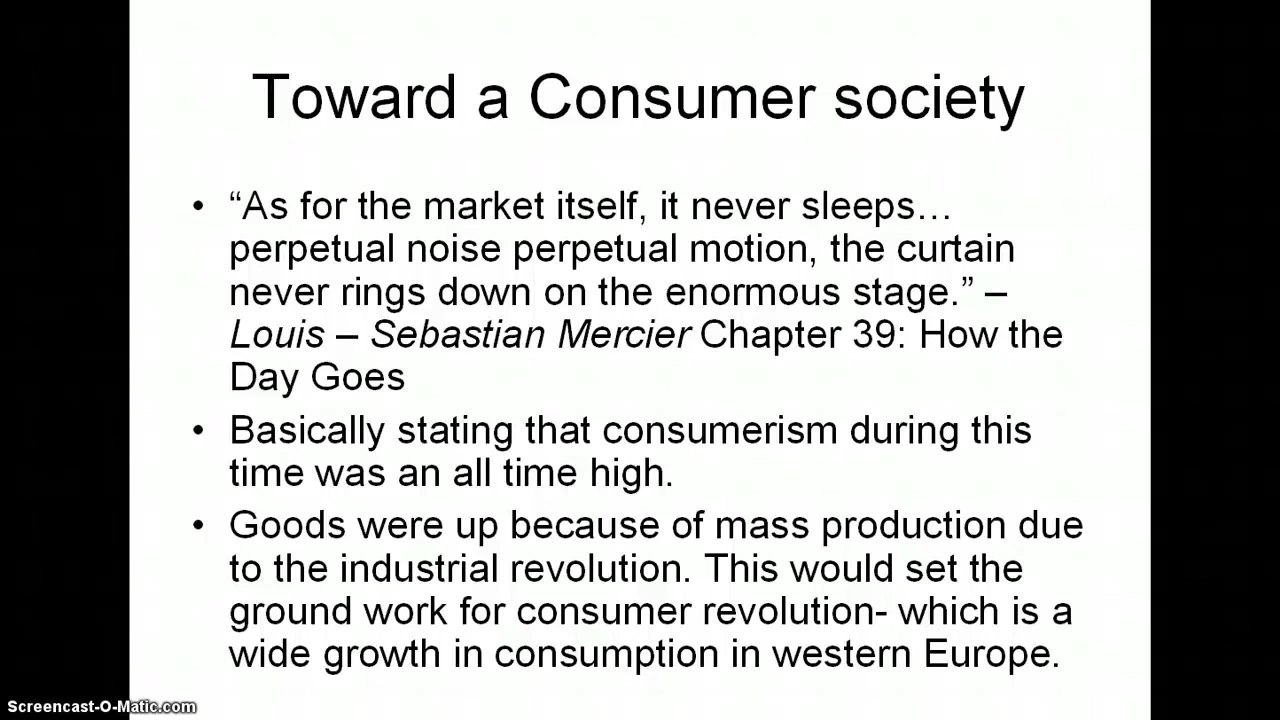 Toward a Consumer society
• “As for the market itself, it never sleeps…
perpetual noise perpetual motion, the curtain
never rings down on the enormous stage.” –
Louis – Sebastian Mercier Chapter 39: How the
Day Goes
• Basically stating that consumerism during this
time was an all time high.
• Goods were up because of mass production due
to the industrial revolution. This would set the
ground work for consumer revolution- which is a
wide growth in consumption in western Europe.
Screencast-O-Matic.com